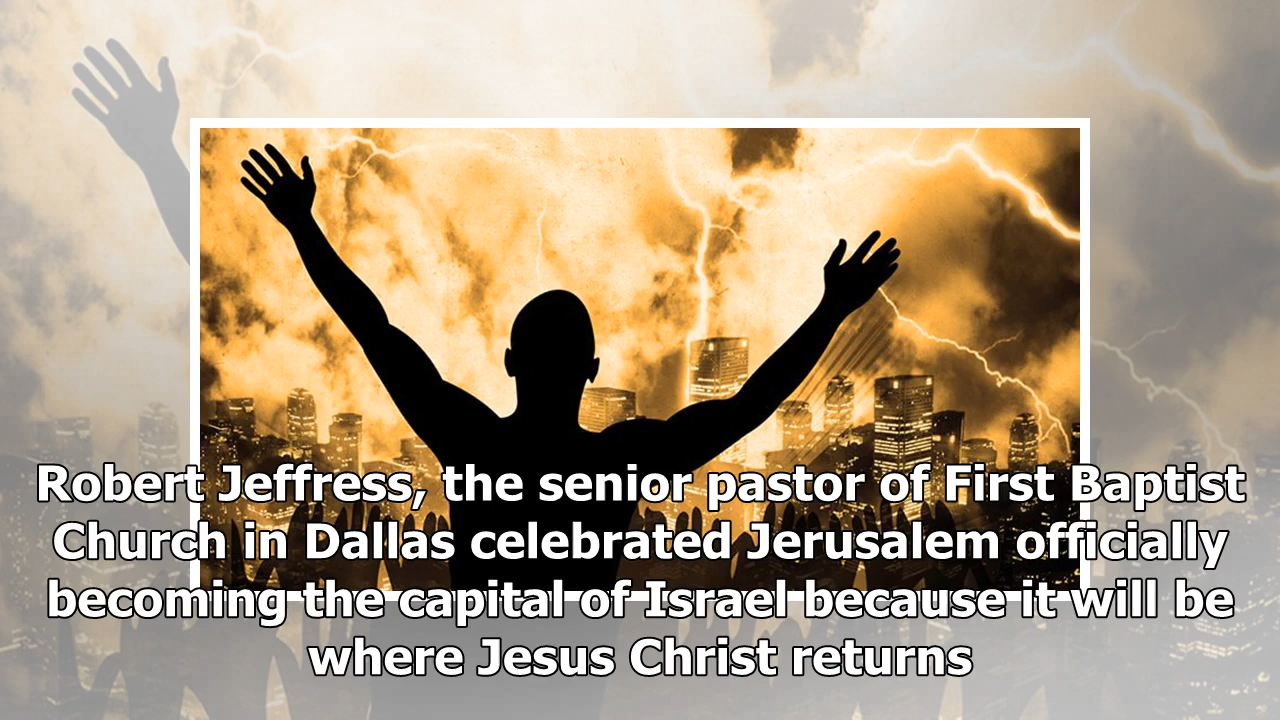 Robert Jeffress, the senior pastor of First Baptist
Church in Dallas celebrated Jerusalem officially
becoming the capital of Israel because it will be
where Jesus Christ returns